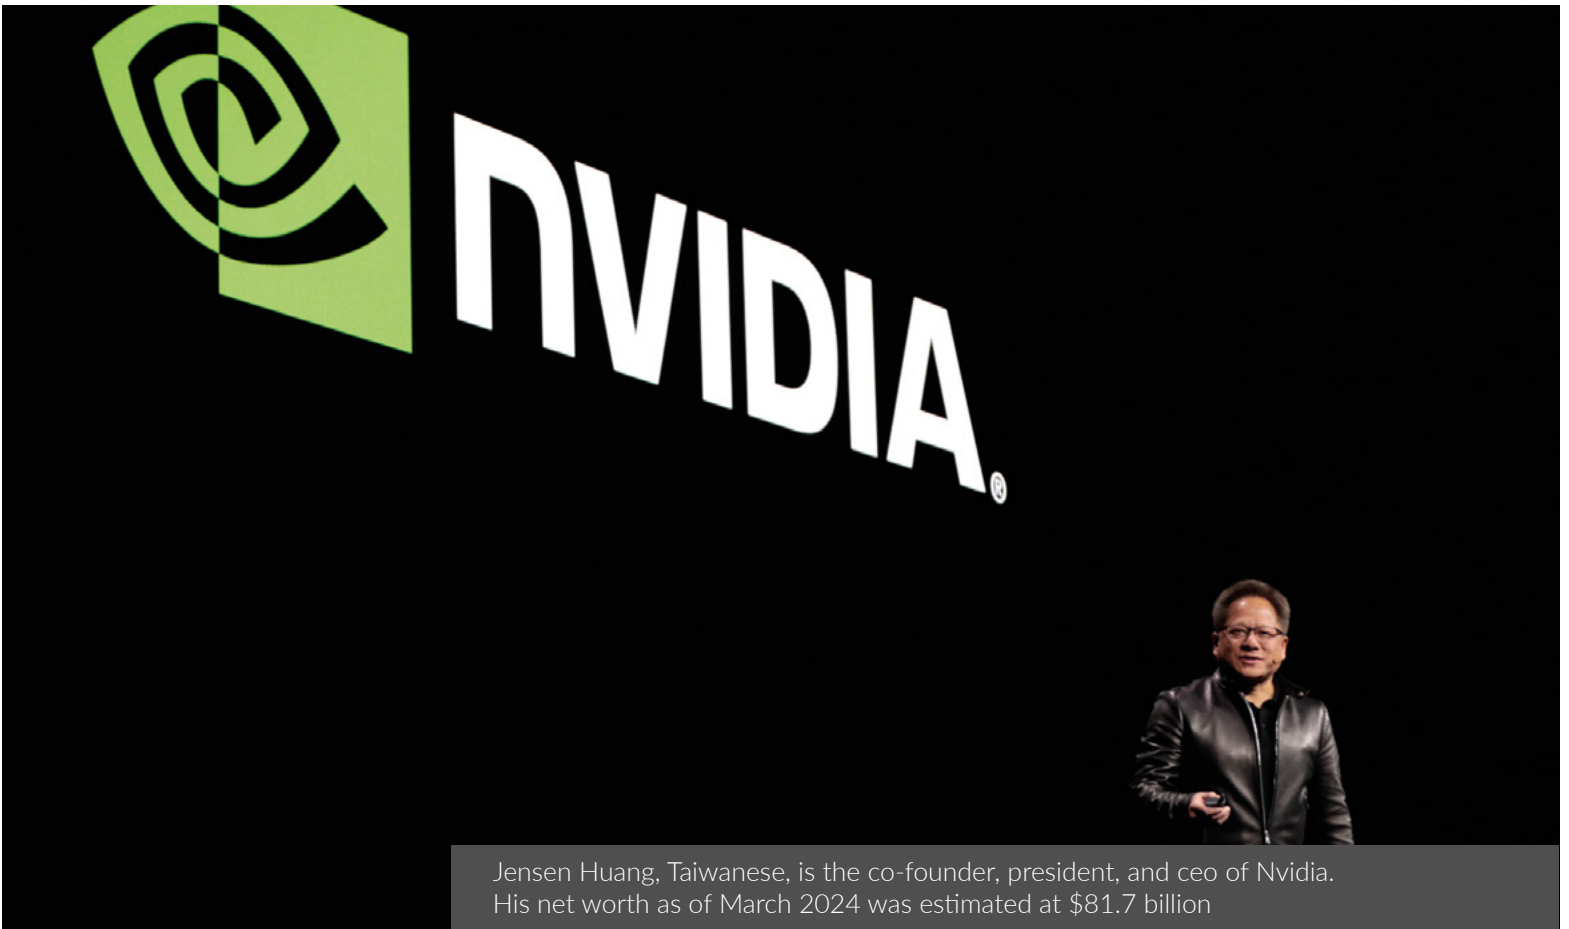 nVIDIA®
Jensen Huang, Taiwanese, is the co-founder, president, and ceo of Nvidia.
His net worth as of March 2024 was estimated at $81.7 billion